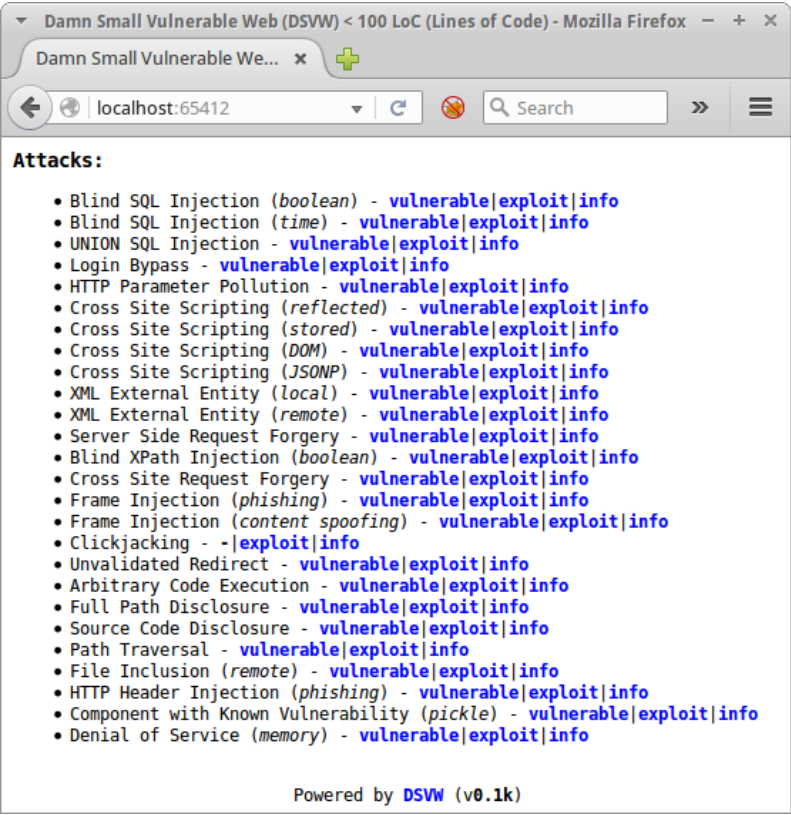 Damn Small Vulnerable Web (DSVW) < 100 LoC (Lines of Code) - Mozilla Firefox
Damn Small Vulnerable We...
localhost:65412
Search
Attacks:
• Blind SQL Injection (boolean) - vulnerable|exploit|info
• Blind SQL Injection (time) - vulnerable|exploit|info
• UNION SQL Injection - vulnerable|exploit|info
• Login Bypass - vulnerable|exploit|info
• HTTP Parameter Pollution - vulnerable|exploit|info
• Cross Site Scripting (reflected) - vulnerable|exploit|info
• Cross Site Scripting (stored) - vulnerable|exploit|info
• Cross Site Scripting (DOM) - vulnerable|exploit|info
• Cross Site Scripting (JSONP) - vulnerable|exploit|info
• XML External Entity (local) - vulnerable|exploit|info
• XML External Entity (remote) - vulnerable|exploit|info
• Server Side Request Forgery - vulnerable|exploit|info
• Blind XPath Injection (boolean) - vulnerable|exploit|info
• Cross Site Request Forgery - vulnerable|exploit|info
• Frame Injection (phishing) - vulnerable|exploit|info
• Frame Injection (content spoofing) - vulnerable|exploit|info
• Clickjacking - -|exploit|info
• Unvalidated Redirect - vulnerable|exploit|info
• Arbitrary Code Execution - vulnerable|exploit|info
• Full Path Disclosure - vulnerable|exploit|info
• Source Code Disclosure - vulnerable|exploit|info
• Path Traversal - vulnerable|exploit|info
• File Inclusion (remote) - vulnerable|exploit|info
• HTTP Header Injection (phishing) - vulnerable|exploit|info
• Component with Known Vulnerability (pickle) - vulnerable|exploit|info
• Denial of Service (memory) - vulnerable|exploit|info
Powered by DSVW (v0.1k)